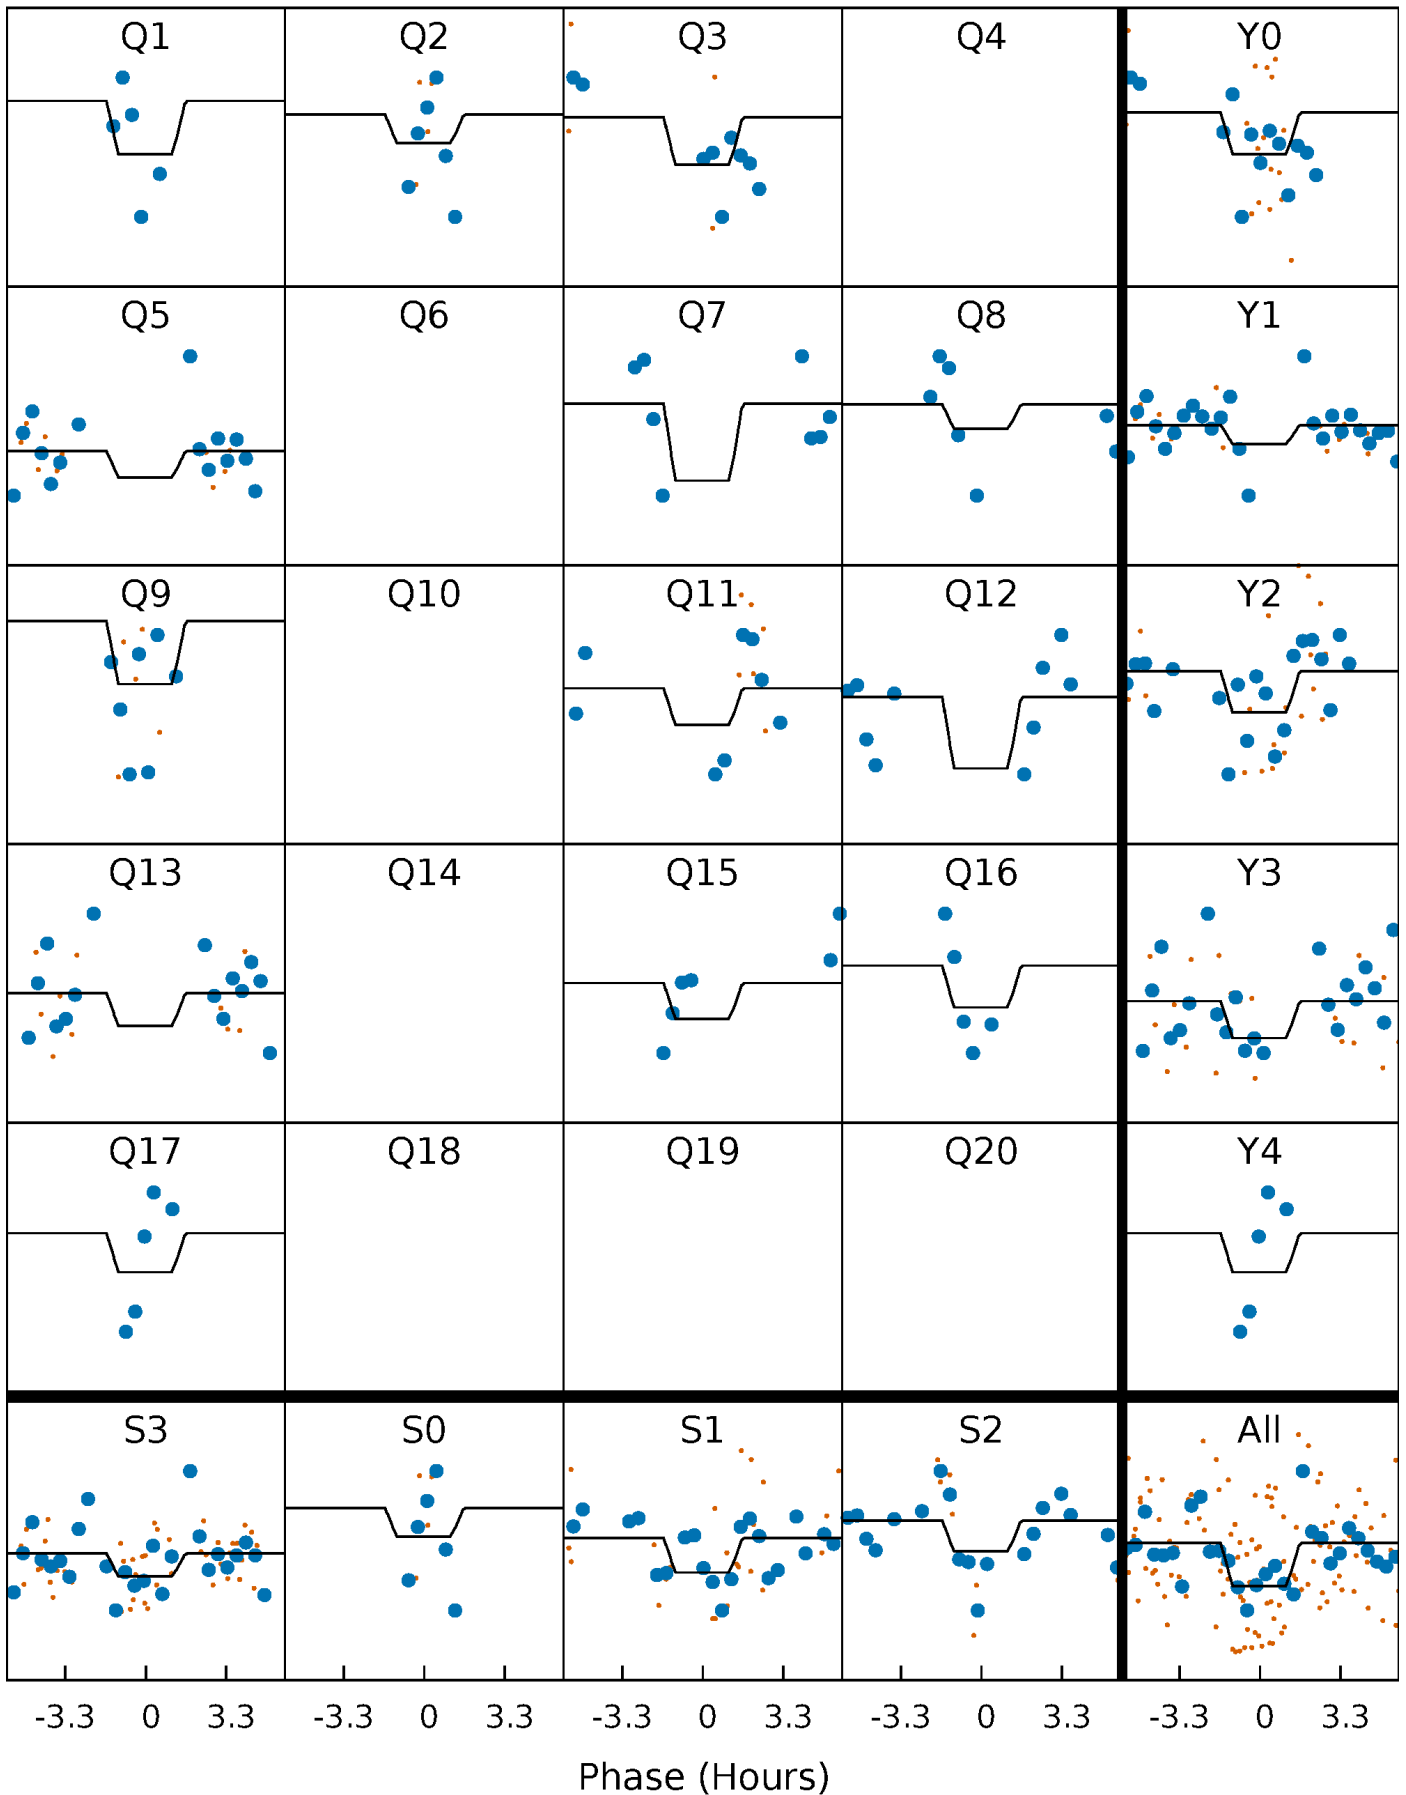 Q1 Q2 Q3 Q4 Y0
Q5 Q6 Q7 Q8 Y1
Q9 Q10 Q11 Q12 Y2
Q13 Q14 Q15 Q16 Y3
Q17 Q18 Q19 Q20 Y4
S3 S0 S1 S2 All
-3.3 0 3.3 -3.3 0 3.3 -3.3 0 3.3 -3.3 0 3.3 -3.3 0 3.3
Phase (Hours)